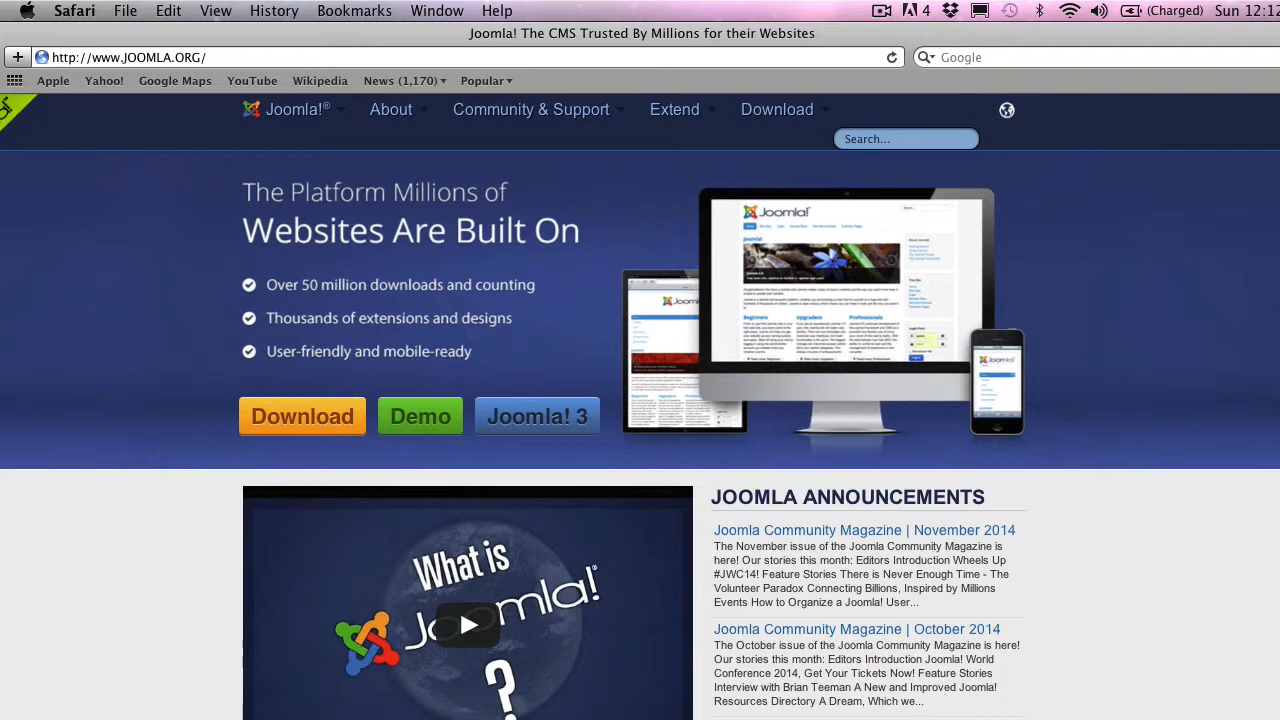 Safari File Edit View History Bookmarks Window Help 4 (Charged) Sun 12:12
Joomla! The CMS Trusted By Millions for their Websites
http://www.JOOMLA.ORG/ Google
Apple Yahoo! Google Maps YouTube Wikipedia News (1,170) Popular
Joomla!® About Community & Support Extend Download
Search...
The Platform Millions of
Websites Are Built On
Over 50 million downloads and counting
Thousands of extensions and designs
User-friendly and mobile-ready
Download Demo Joomla! 3
Joomla!
Beginners Upgraders Professionals
Joomla!
JOOMLA ANNOUNCEMENTS
Joomla Community Magazine | November 2014
The November issue of the Joomla Community Magazine is
here! Our stories this month: Editors Introduction Wheels Up
#JWC14! Feature Stories There is Never Enough Time - The
Volunteer Paradox Connecting Billions, Inspired by Millions
Events How to Organize a Joomla! User...
Joomla Community Magazine | October 2014
The October issue of the Joomla Community Magazine is here!
Our stories this month: Editors Introduction Joomla! World
Conference 2014, Get Your Tickets Now! Feature Stories
Interview with Brian Teeman A New and Improved Joomla!
Resources Directory A Dream, Which we...
What is
Joomla!®
?